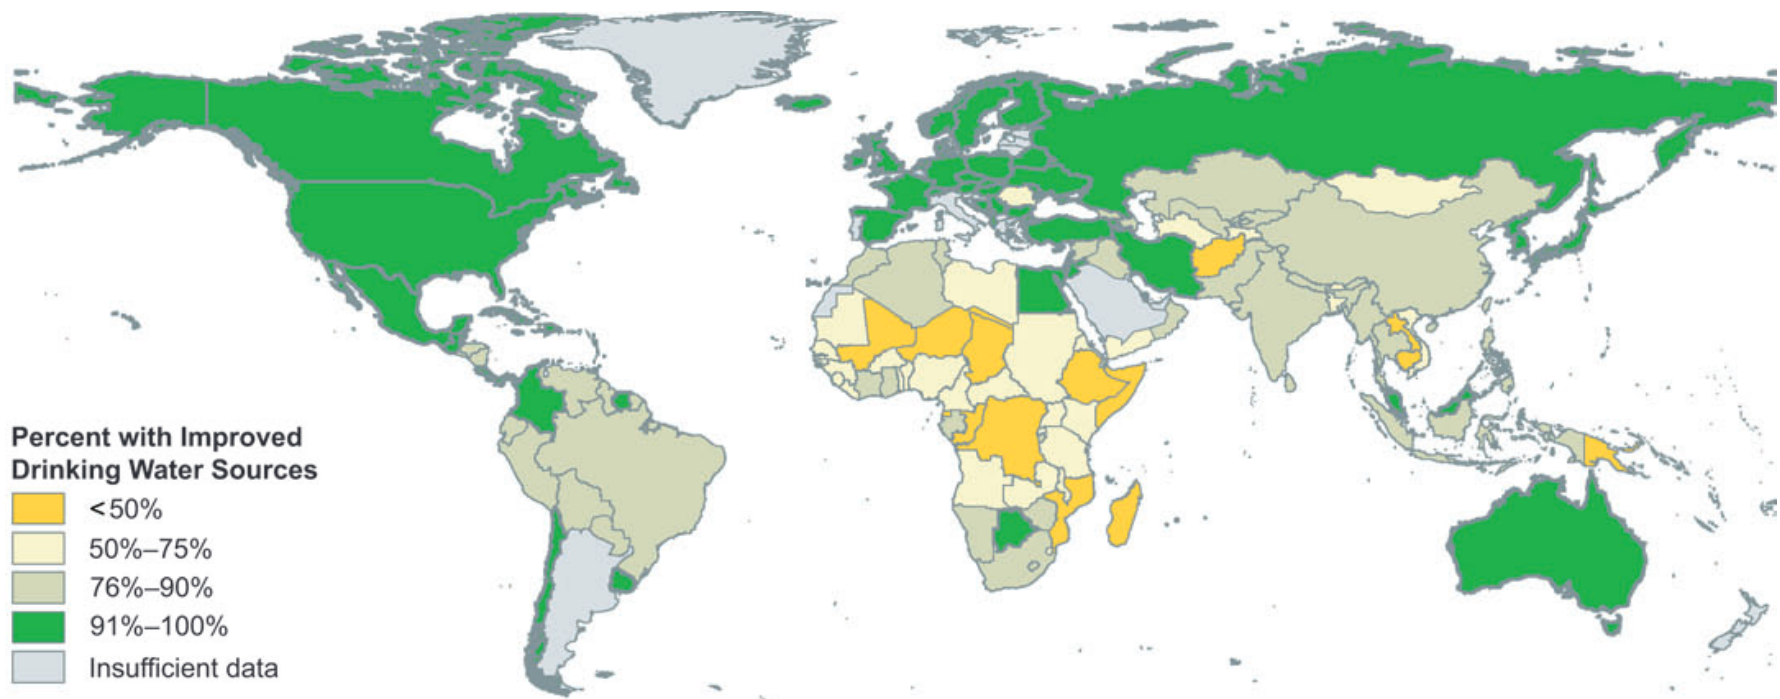 Percent with Improved
Drinking Water Sources
<50%
50%–75%
76%–90%
91%–100%
Insufficient data